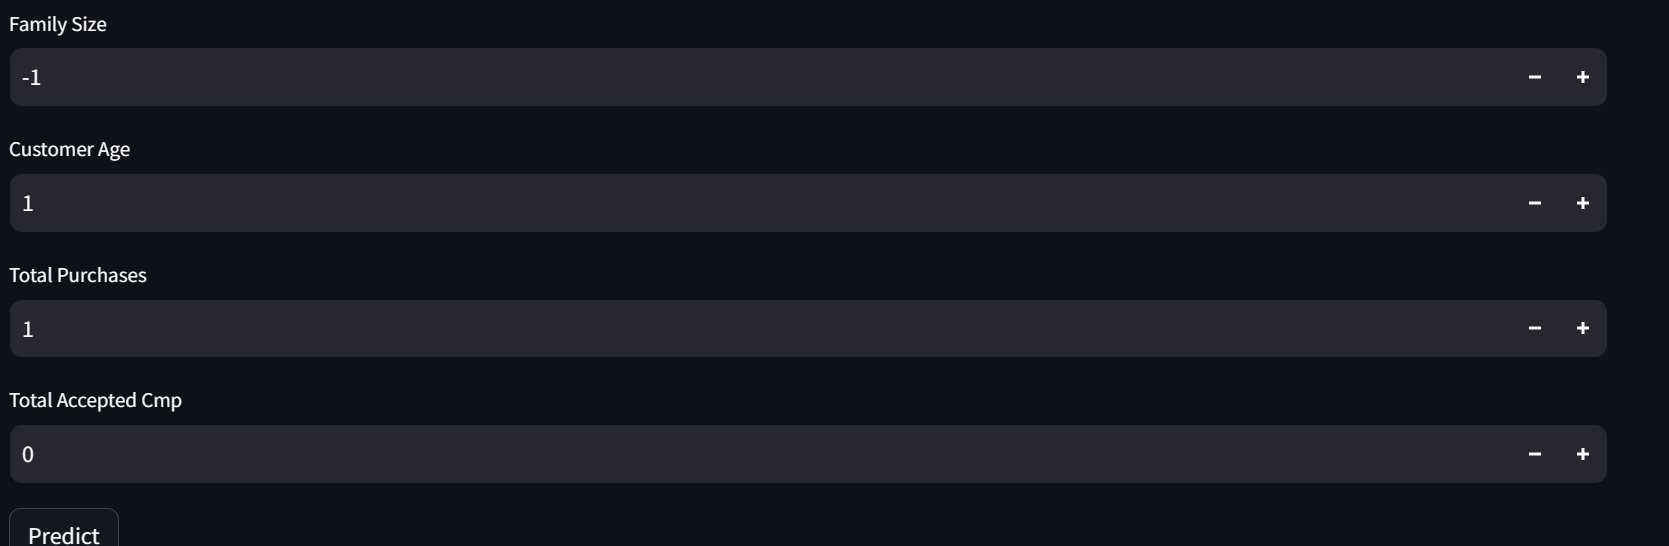 Family Size
-1
Customer Age
1
Total Purchases
1
Total Accepted Cmp
0
Predict